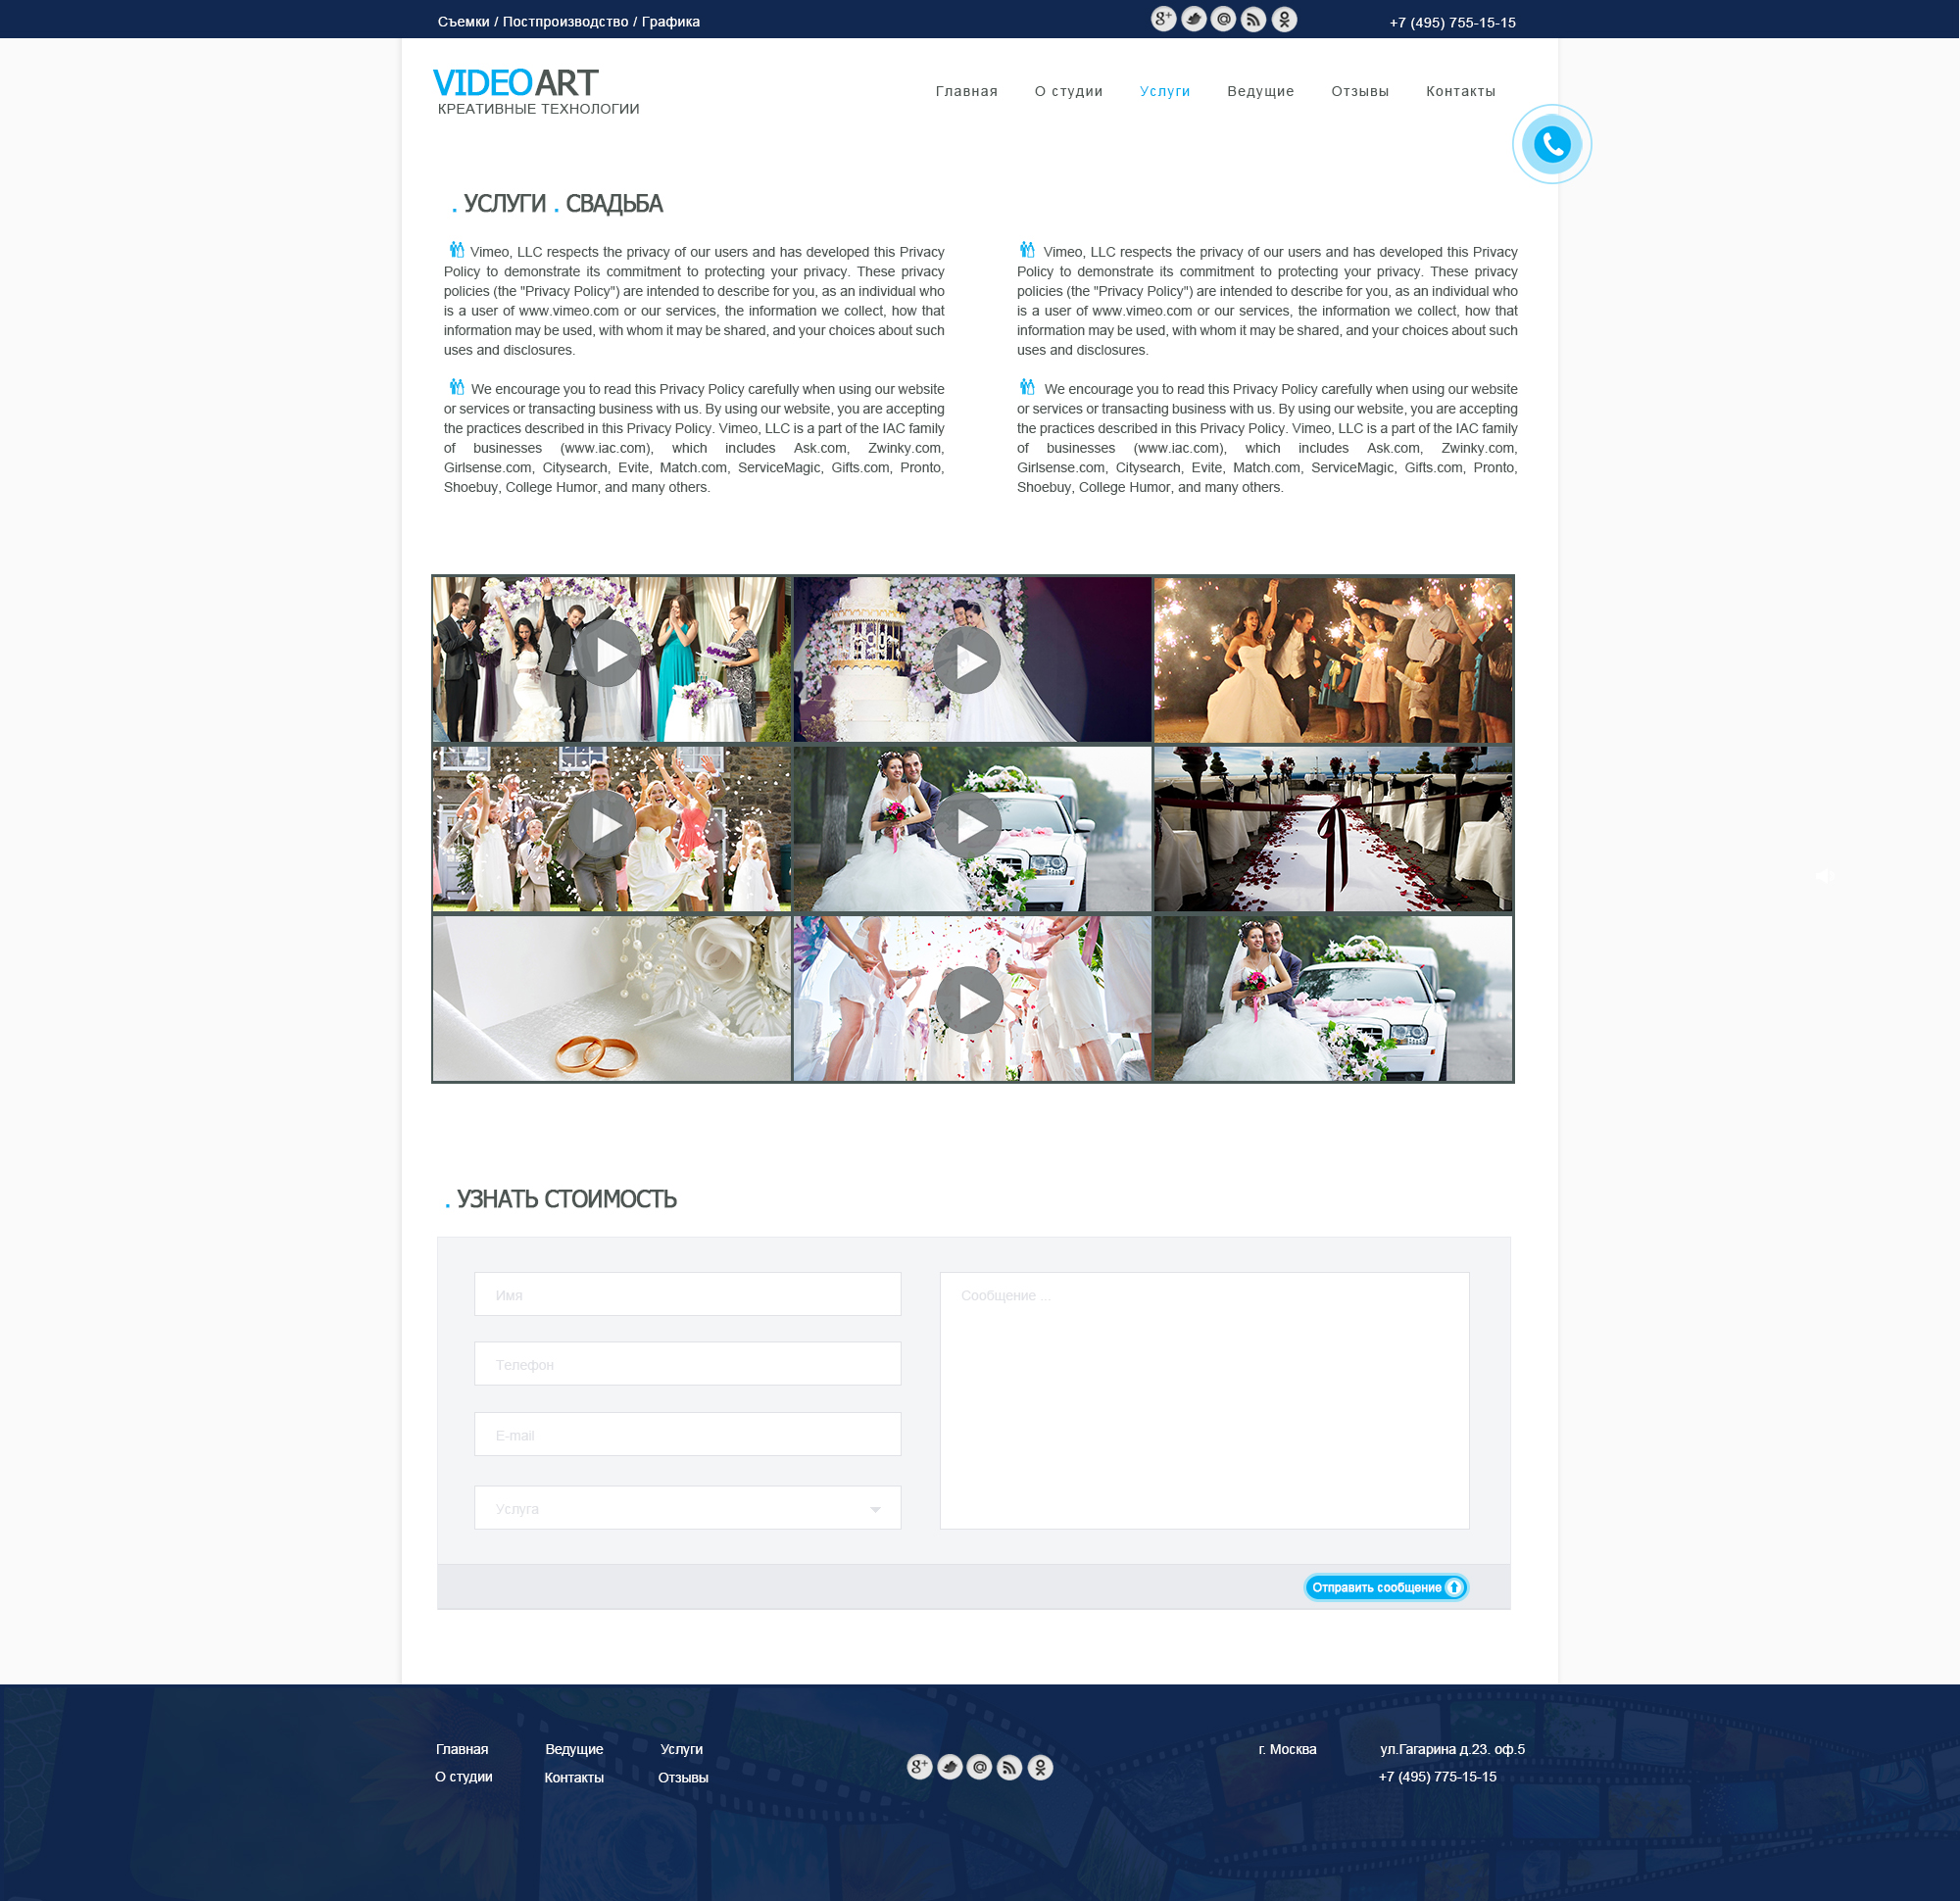 Съемки / Постпроизводство / Графика
+7 (495) 755-15-15
VIDEOART
КРЕАТИВНЫЕ ТЕХНОЛОГИИ
Главная О студии Услуги Ведущие Отзывы Контакты
. УСЛУГИ . СВАДЬБА
Vimeo, LLC respects the privacy of our users and has developed this Privacy
Policy to demonstrate its commitment to protecting your privacy. These privacy
policies (the "Privacy Policy") are intended to describe for you, as an individual who
is a user of www.vimeo.com or our services, the information we collect, how that
information may be used, with whom it may be shared, and your choices about such
uses and disclosures.
We encourage you to read this Privacy Policy carefully when using our website
or services or transacting business with us. By using our website, you are accepting
the practices described in this Privacy Policy. Vimeo, LLC is a part of the IAC family
of businesses (www.iac.com), which includes Ask.com, Zwinky.com,
Girlsense.com, Citysearch, Evite, Match.com, ServiceMagic, Gifts.com, Pronto,
Shoebuy, College Humor, and many others.
Vimeo, LLC respects the privacy of our users and has developed this Privacy
Policy to demonstrate its commitment to protecting your privacy. These privacy
policies (the "Privacy Policy") are intended to describe for you, as an individual who
is a user of www.vimeo.com or our services, the information we collect, how that
information may be used, with whom it may be shared, and your choices about such
uses and disclosures.
We encourage you to read this Privacy Policy carefully when using our website
or services or transacting business with us. By using our website, you are accepting
the practices described in this Privacy Policy. Vimeo, LLC is a part of the IAC family
of businesses (www.iac.com), which includes Ask.com, Zwinky.com,
Girlsense.com, Citysearch, Evite, Match.com, ServiceMagic, Gifts.com, Pronto,
Shoebuy, College Humor, and many others.
. УЗНАТЬ СТОИМОСТЬ
Имя
Телефон
E-mail
Услуга
Сообщение ...
Отправить сообщение
Главная Ведущие Услуги
О студии Контакты Отзывы
г. Москва ул.Гагарина д.23. оф.5
+7 (495) 775-15-15